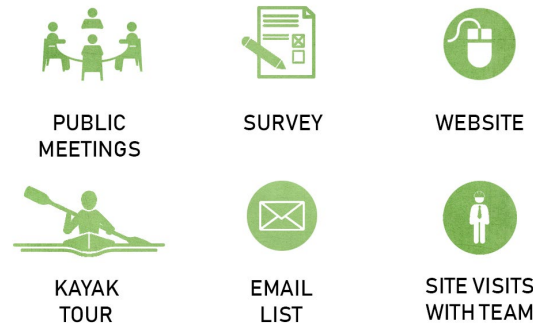 PUBLIC
MEETINGS
SURVEY
WEBSITE
KAYAK
TOUR
EMAIL
LIST
SITE VISITS
WITH TEAM